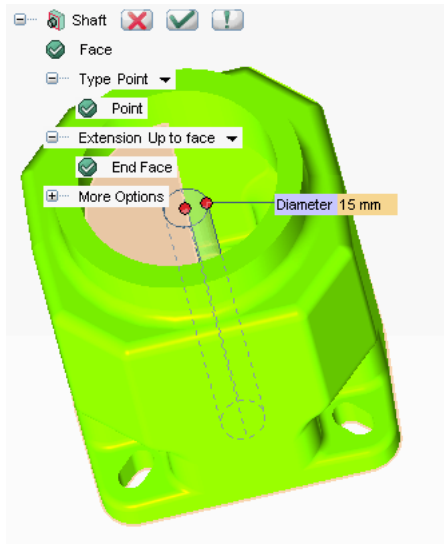 Shaft
Face
Type Point
Point
Extension Up to face
End Face
More Options
Diameter 15 mm